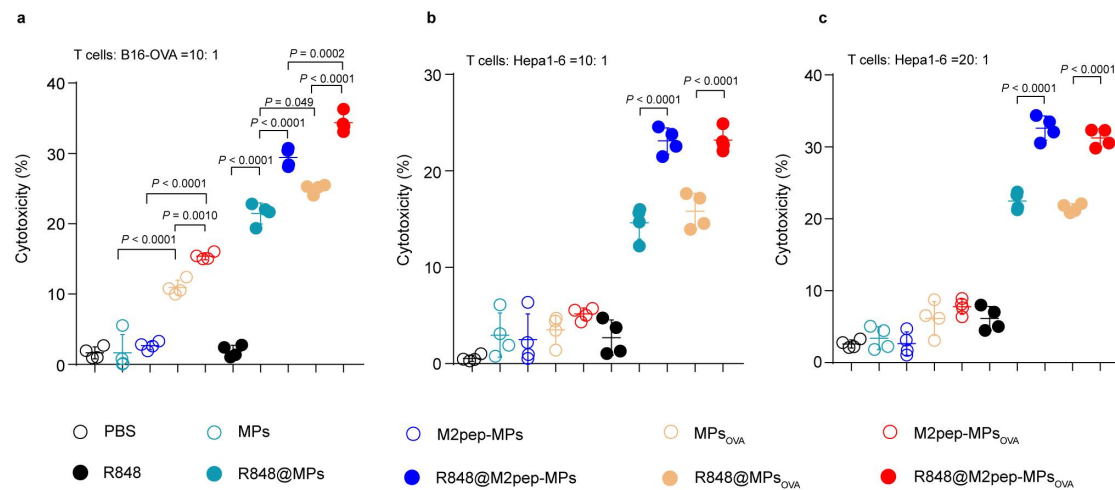 a
T cells: B16-OVA =10: 1
P = 0.0002
P < 0.0001
P = 0.049
P < 0.0001
P < 0.0001
P < 0.0001
P = 0.0010
P < 0.0001
Cytotoxicity (%)
40
30
20
10
0
b
T cells: Hepa1-6 =10: 1
P < 0.0001
P < 0.0001
Cytotoxicity (%)
30
20
10
0
c
T cells: Hepa1-6 =20: 1
P < 0.0001
P < 0.0001
Cytotoxicity (%)
40
30
20
10
0
PBS
MPs
M2pep-MPs
MPsOVA
M2pep-MPsOVA
R848
R848@MPs
R848@M2pep-MPs
R848@MPsOVA
R848@M2pep-MPsOVA